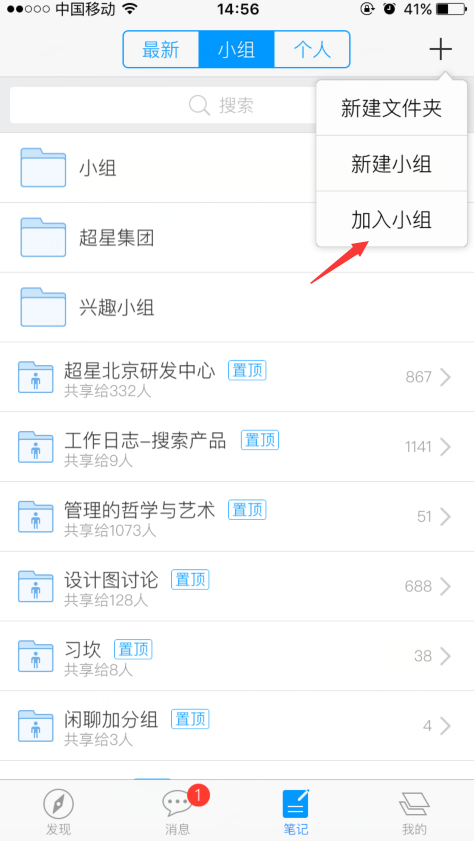 中国移动 14:56 41%
最新 小组 个人
搜索
新建文件夹
新建小组
加入小组
小组
超星集团
兴趣小组
超星北京研发中心 置顶 867
共享给332人
工作日志-搜索产品 置顶 1141
共享给9人
管理的哲学与艺术 置顶 51
共享给1073人
设计图讨论 置顶 688
共享给128人
习坎 置顶 38
共享给8人
闲聊加分组 置顶 4
共享给3人
1
发现 消息 笔记 我的